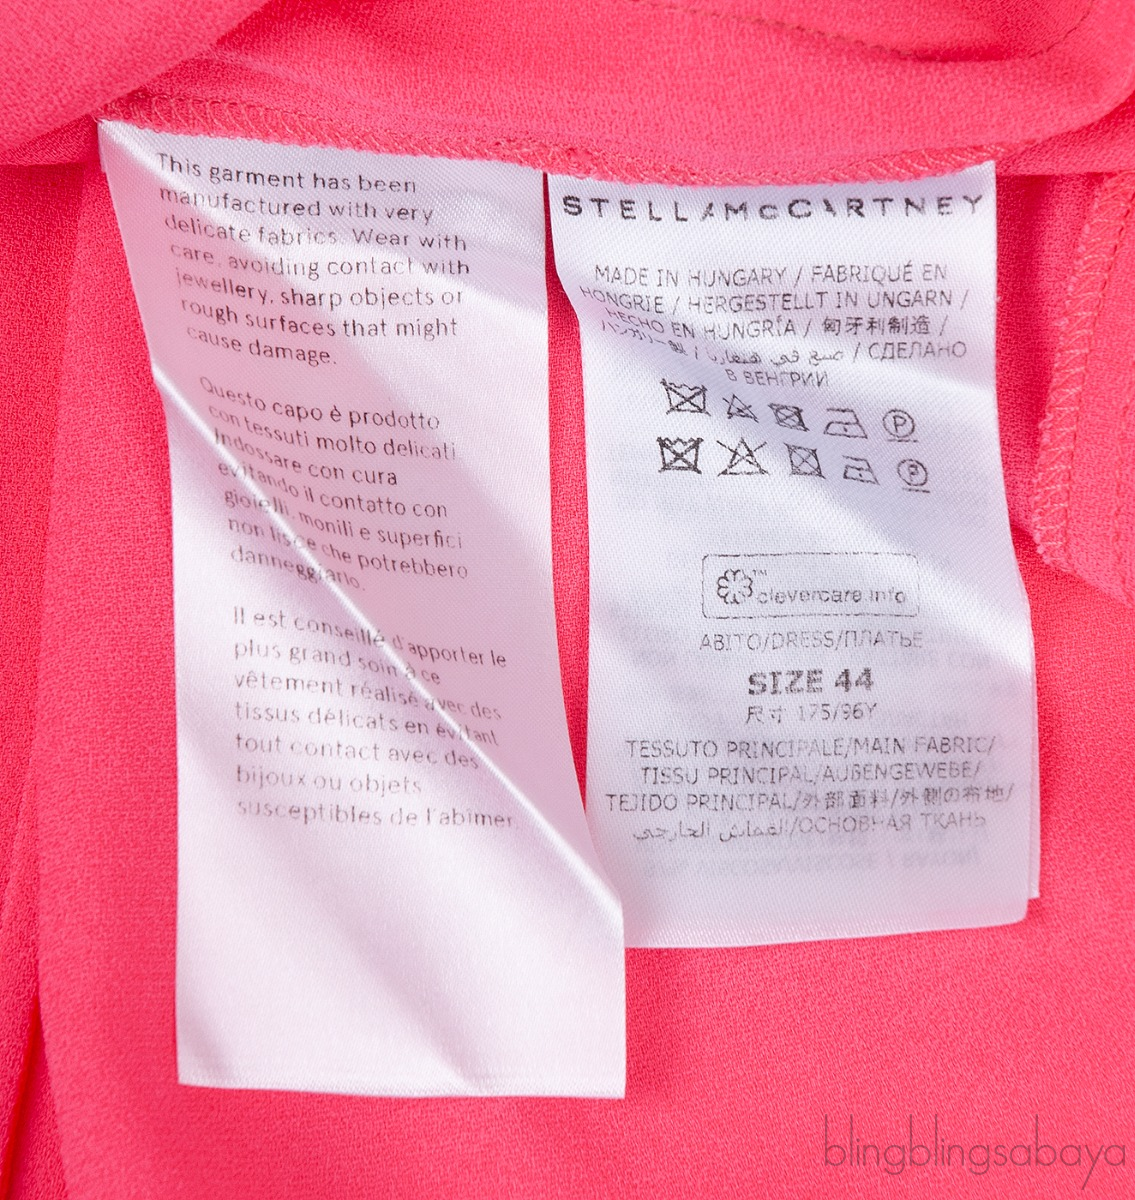 This garment has been
manufactured with very
delicate fabrics. Wear with
care, avoiding contact with
jewellery, sharp objects or
rough surfaces that might
cause damage.
Questo capo è prodotto
con tessuti molto delicati
Indossare con cura
evitando il contatto con
gioielli, monili e superfici
non lisce che potrebbero
danneggiarlo.
Il est conseillé d'apporter le
plus grand soin à ce
vêtement réalisé avec des
tissus délicats en évitant
tout contact avec des
bijoux ou objets
susceptibles de l'abimer.
STELLA McCARTNEY
MADE IN HUNGARY / FABRIQUÉ EN
HONGRIE / HERGESTELLT IN UNGARN /
HECHO EN HUNGRÍA / 匈牙利制造 /
ハンガリー製 / صنع في هنغاريا / СДЕЛАНО
В ВЕНГРИИ
P
P
™
clevercare.info
ABITO/DRESS/ПЛАТЬЕ
SIZE 44
尺寸 175/96Y
TESSUTO PRINCIPALE/MAIN FABRIC/
TISSU PRINCIPAL/AUßENGEWEBE/
TEJIDO PRINCIPAL/外部面料/外側の布地/
القماش الخارجي/ОСНОВНАЯ ТКАНЬ
blingblingsabaya